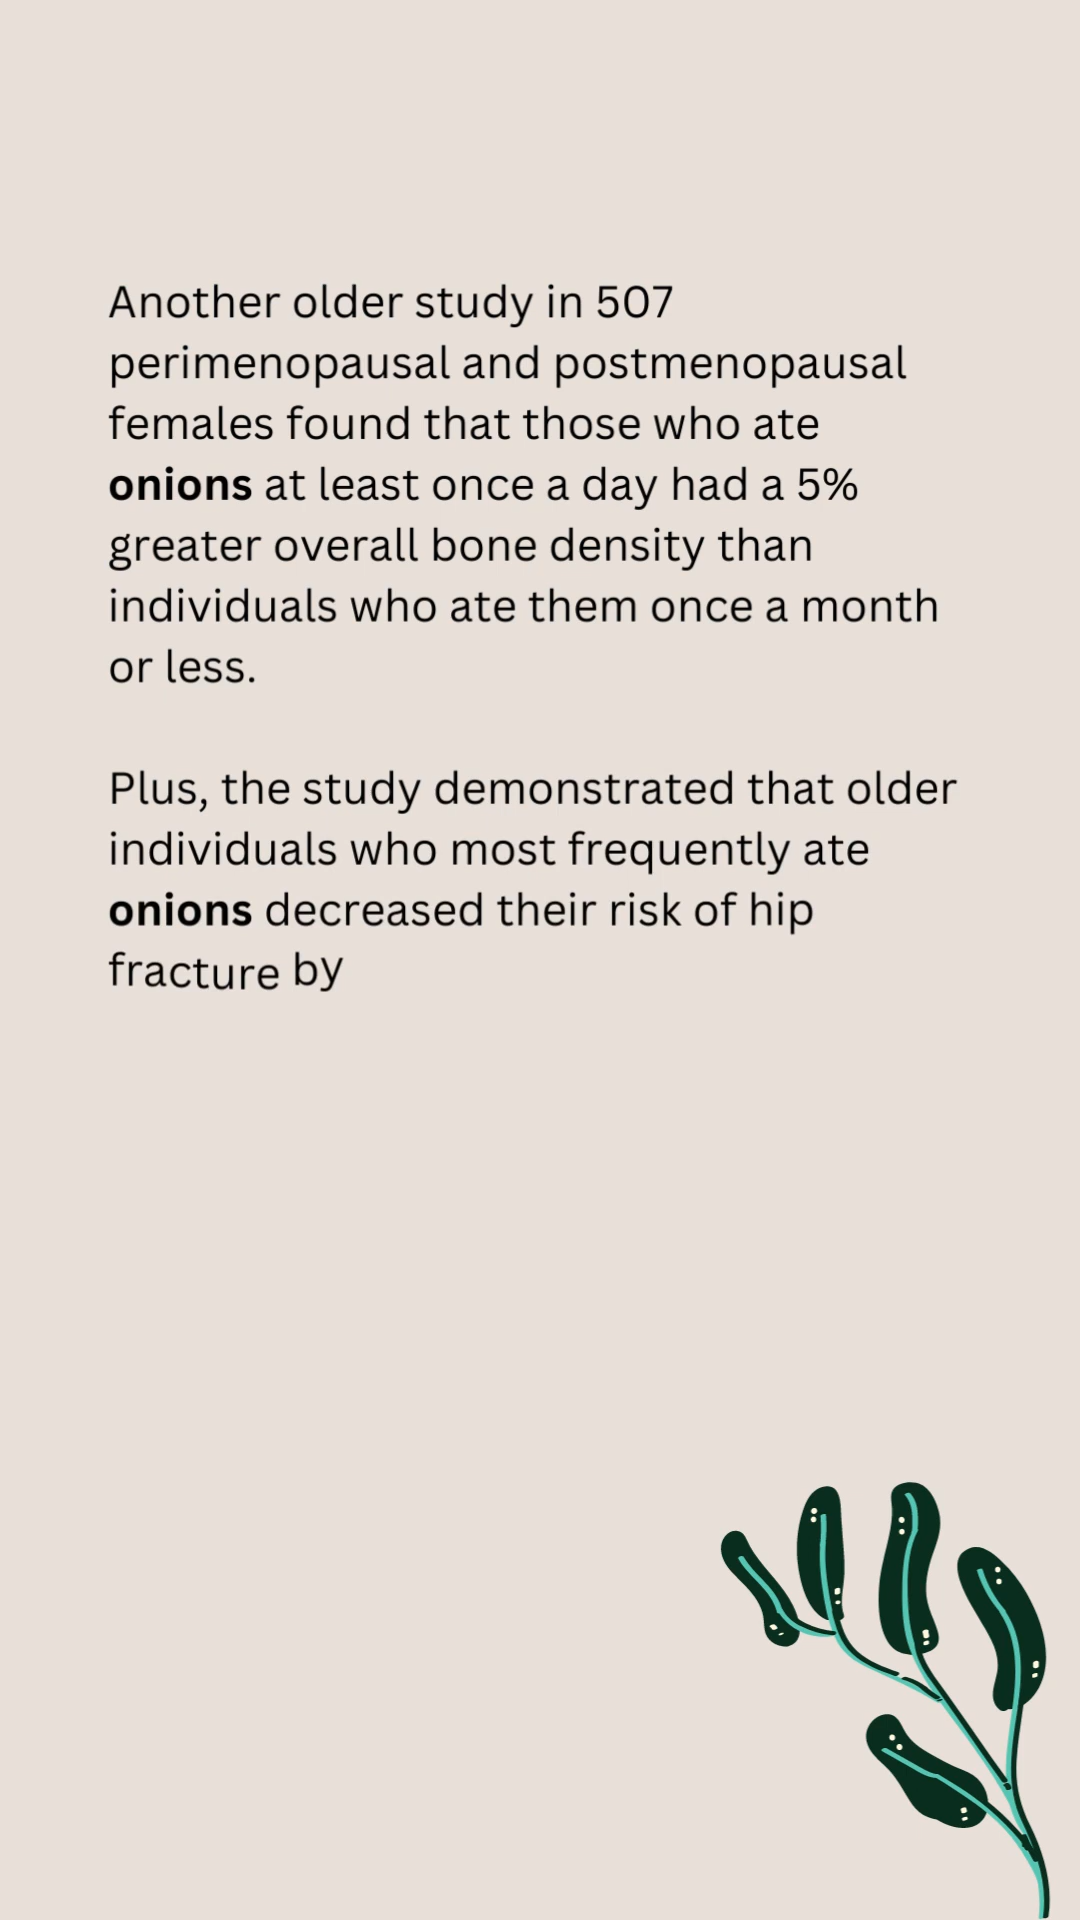 Another older study in 507
perimenopausal and postmenopausal
females found that those who ate
onions at least once a day had a 5%
greater overall bone density than
individuals who ate them once a month
or less.
Plus, the study demonstrated that older
individuals who most frequently ate
onions decreased their risk of hip
fracture by